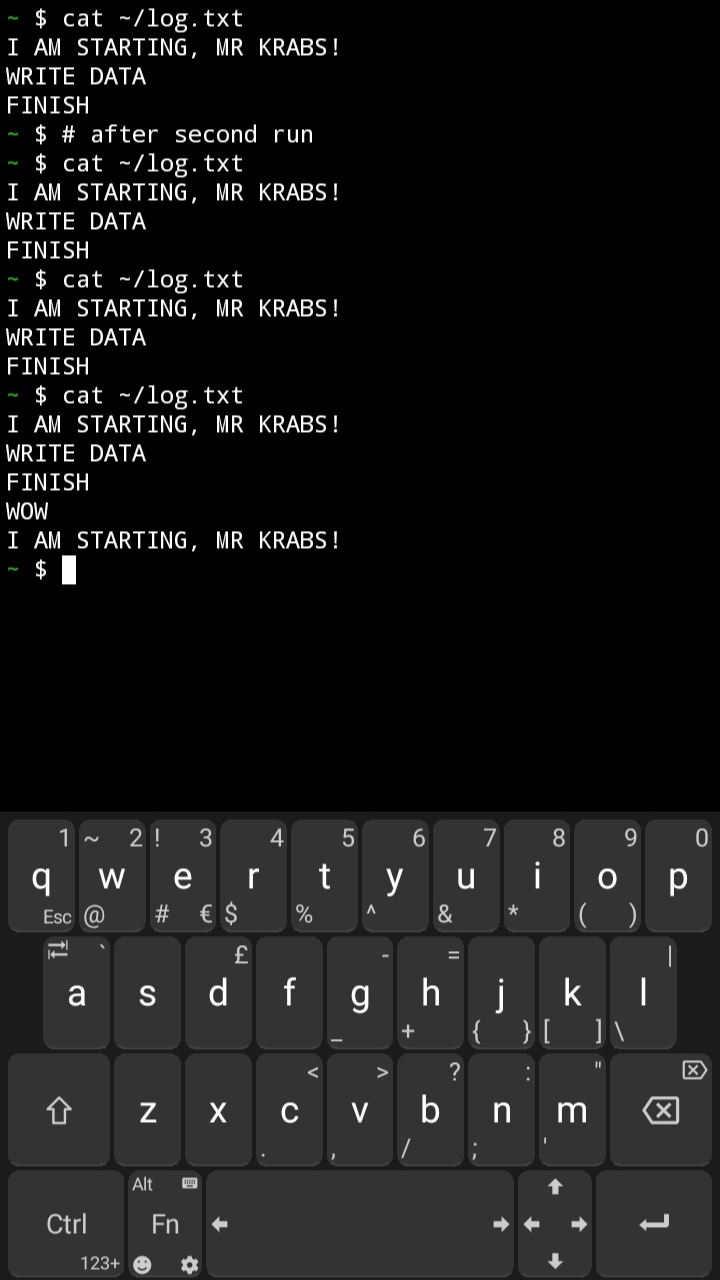 ~ $ cat ~/log.txt
I AM STARTING, MR KRABS!
WRITE DATA
FINISH
~ $ # after second run
~ $ cat ~/log.txt
I AM STARTING, MR KRABS!
WRITE DATA
FINISH
~ $ cat ~/log.txt
I AM STARTING, MR KRABS!
WRITE DATA
FINISH
~ $ cat ~/log.txt
I AM STARTING, MR KRABS!
WRITE DATA
FINISH
WOW
I AM STARTING, MR KRABS!
~ $
1 ~ 2 ! 3 4 5 6 7 8 9 0
q w e r t y u i o p
Esc @ # € $ % ^ & * ( )
` £ - = |
a s d f g h j k l
_ + { } [ ] \
< > ? : "
z x c v b n m
. , / ; '
Alt
Ctrl Fn
123+